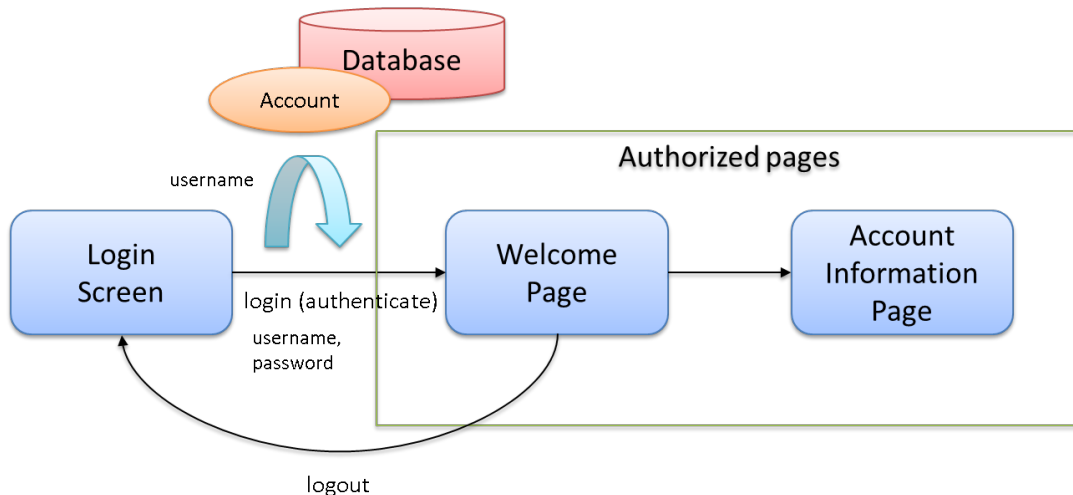 Database
Account
Authorized pages
username
Login
Screen
Welcome
Page
Account
Information
Page
login (authenticate)
username,
password
logout